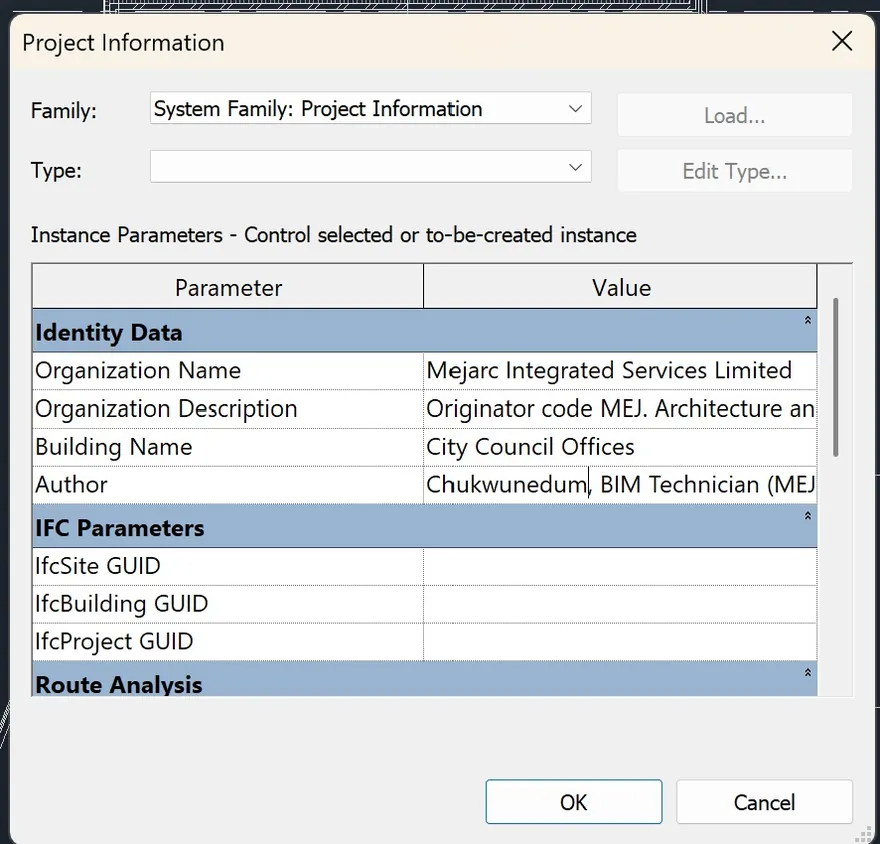 Project Information
Family:
System Family: Project Information
Load...
Type:
Edit Type...
Instance Parameters - Control selected or to-be-created instance
Parameter Value
Identity Data
Organization Name Mejarc Integrated Services Limited
Organization Description Originator code MEJ. Architecture an
Building Name City Council Offices
Author Chukwunedum, BIM Technician (MEJ
IFC Parameters
IfcSite GUID
IfcBuilding GUID
IfcProject GUID
Route Analysis
OK Cancel